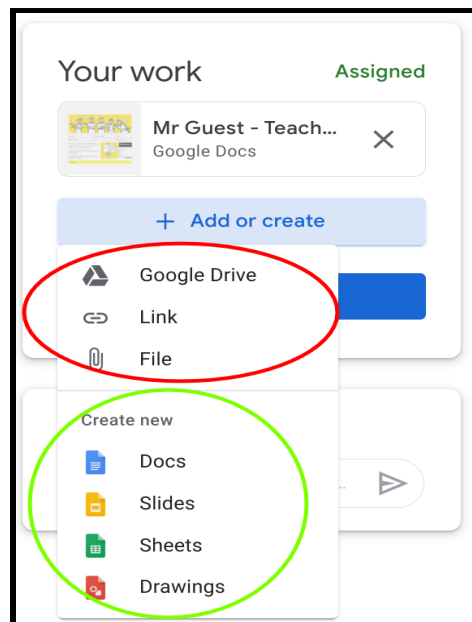 Your work
Assigned
Mr Guest - Teach...
Google Docs
+ Add or create
Google Drive
Link
File
Create new
Docs
Slides
Sheets
Drawings